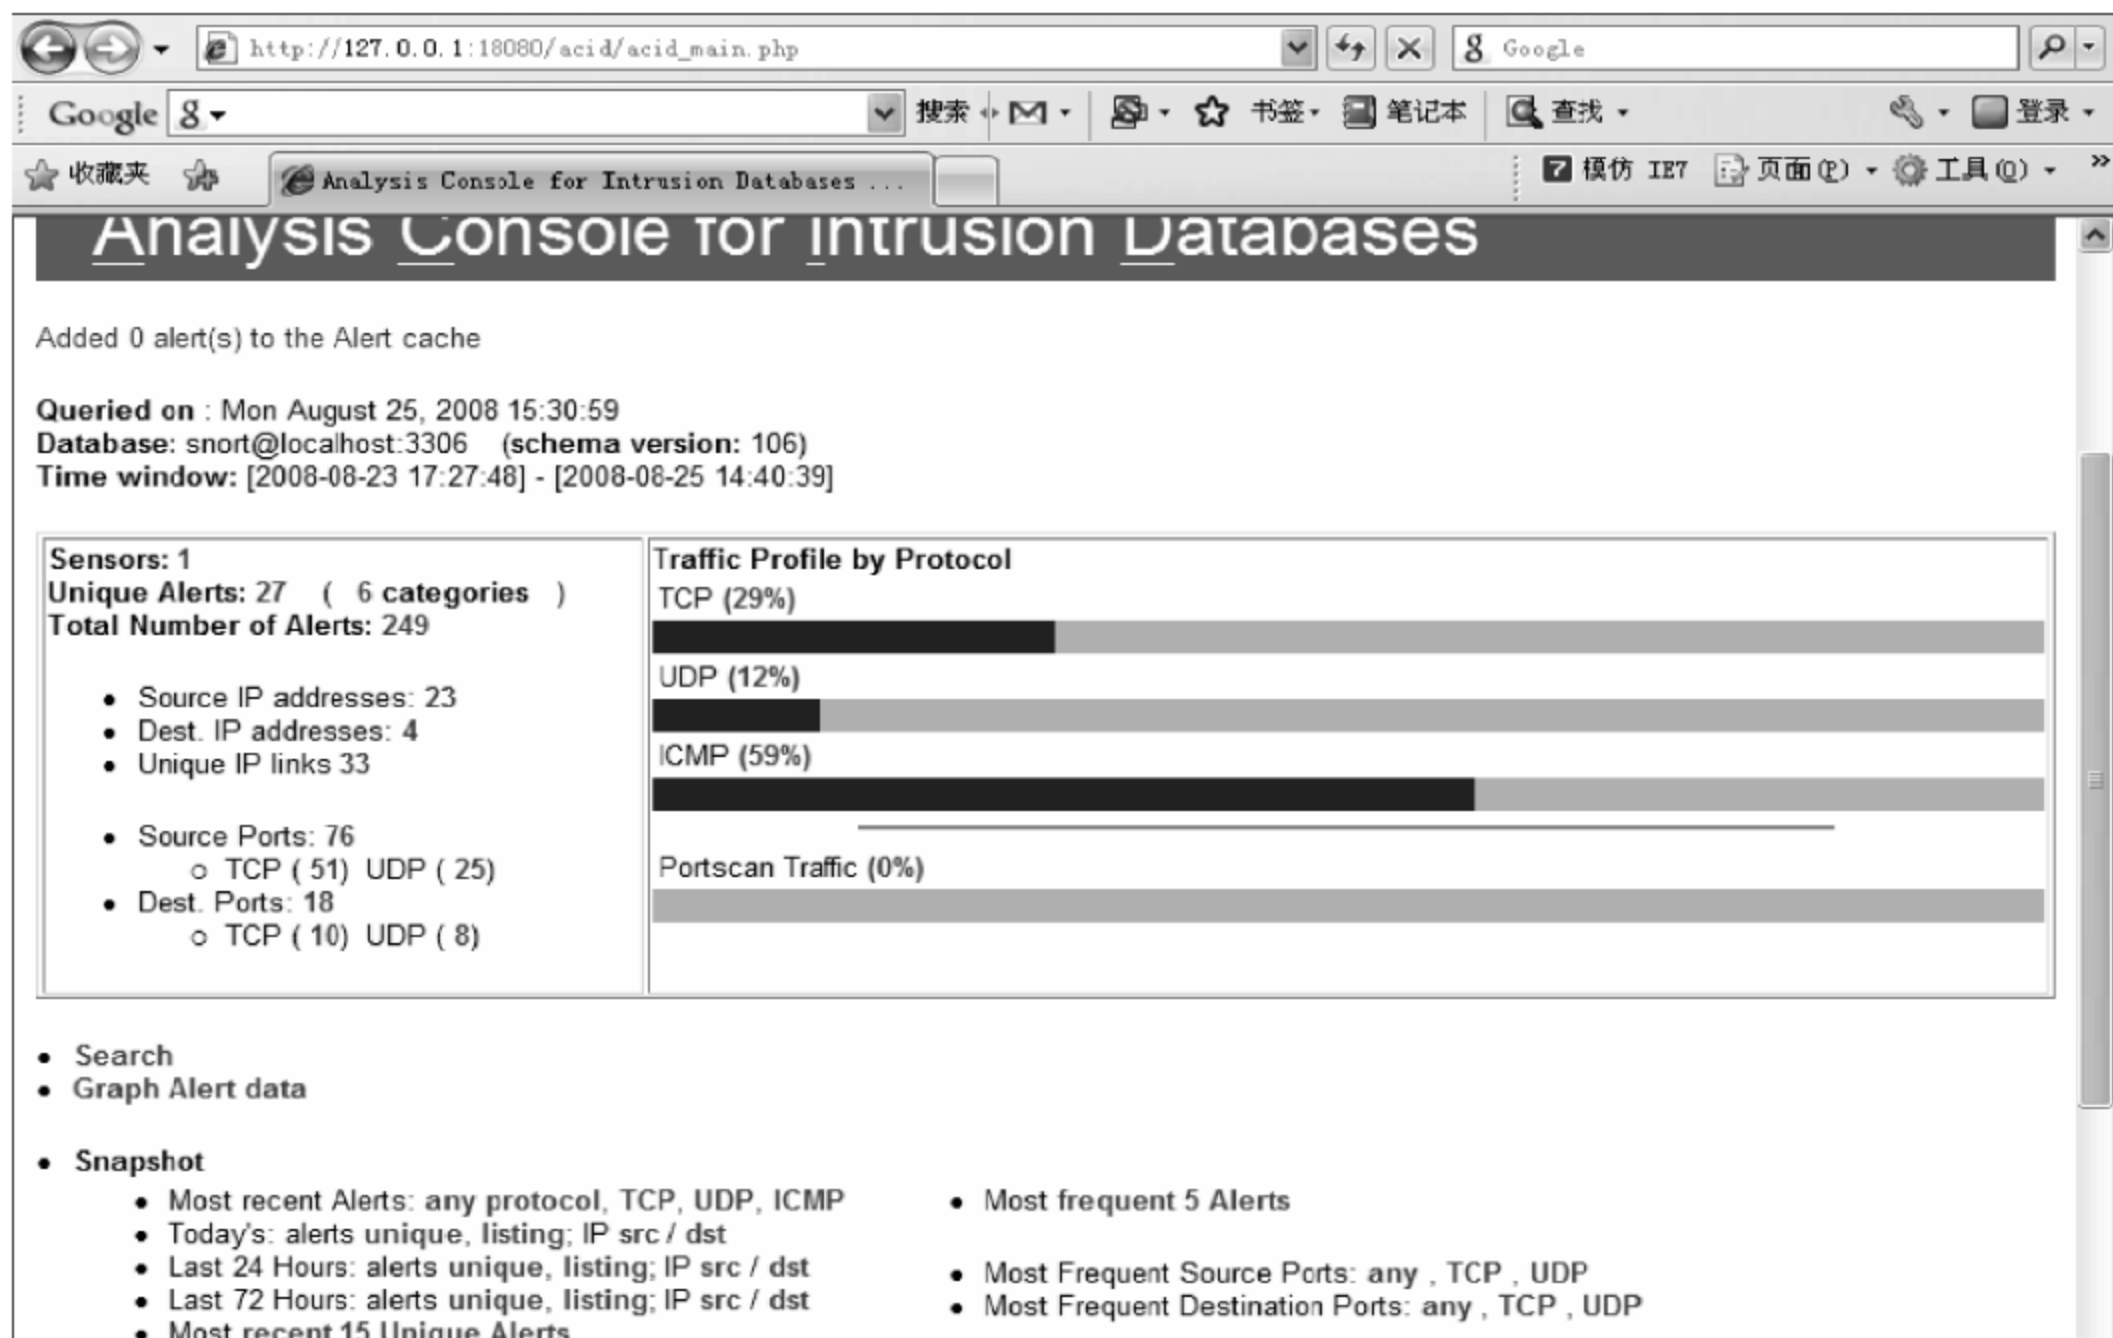 http://127.0.0.1:18080/acid/acid_main.php
Google
Google 搜索 书签 笔记本 查找 登录
收藏夹 Analysis Console for Intrusion Databases ... 模仿 IE7 页面(P) 工具(O) »
Analysis Console for Intrusion Databases
Added 0 alert(s) to the Alert cache
Queried on : Mon August 25, 2008 15:30:59
Database: snort@localhost:3306 (schema version: 106)
Time window: [2008-08-23 17:27:48] - [2008-08-25 14:40:39]
Sensors: 1
Unique Alerts: 27 ( 6 categories )
Total Number of Alerts: 249
• Source IP addresses: 23
• Dest. IP addresses: 4
• Unique IP links 33
• Source Ports: 76
○ TCP ( 51) UDP ( 25)
• Dest. Ports: 18
○ TCP ( 10) UDP ( 8)
Traffic Profile by Protocol
TCP (29%)
UDP (12%)
ICMP (59%)
Portscan Traffic (0%)
• Search
• Graph Alert data
• Snapshot
• Most recent Alerts: any protocol, TCP, UDP, ICMP
• Today's: alerts unique, listing; IP src / dst
• Last 24 Hours: alerts unique, listing; IP src / dst
• Last 72 Hours: alerts unique, listing; IP src / dst
• Most recent 15 Unique Alerts
• Most frequent 5 Alerts
• Most Frequent Source Ports: any , TCP , UDP
• Most Frequent Destination Ports: any , TCP , UDP